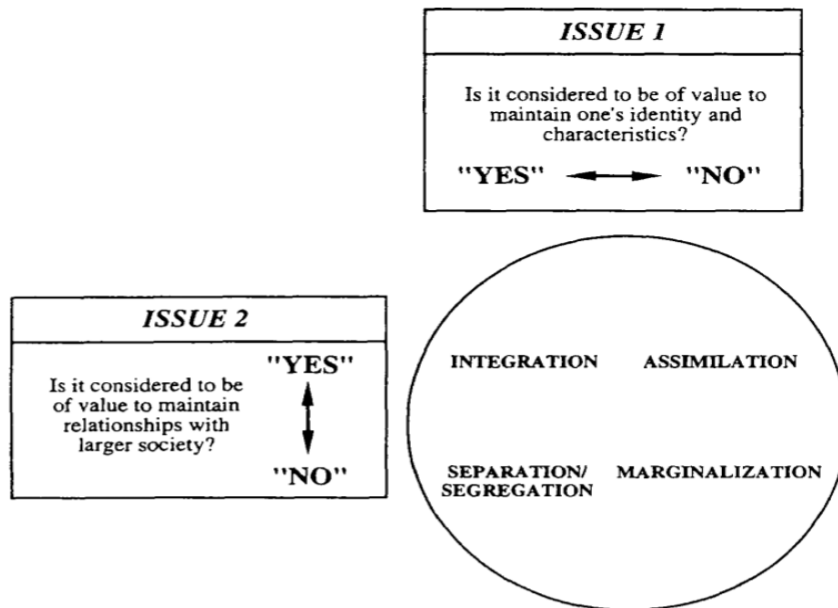 ISSUE 1
Is it considered to be of value to
maintain one's identity and
characteristics?
"YES" "NO"
ISSUE 2
"YES"
Is it considered to be
of value to maintain
relationships with
larger society?
"NO"
INTEGRATION ASSIMILATION
SEPARATION/
SEGREGATION
MARGINALIZATION